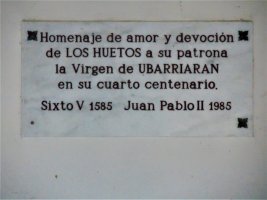 Homenaje de amor y devoción
de LOS HUETOS a su patrona
la Virgen de UBARRIARAN
en su cuarto centenario.
Sixto V 1585 Juan Pablo II 1985